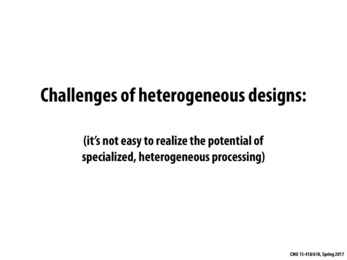 Challenges of heterogeneous designs:
(it's not easy to realize the potential of
specialized, heterogeneous processing)
CMU 15-418/618, Spring 2017